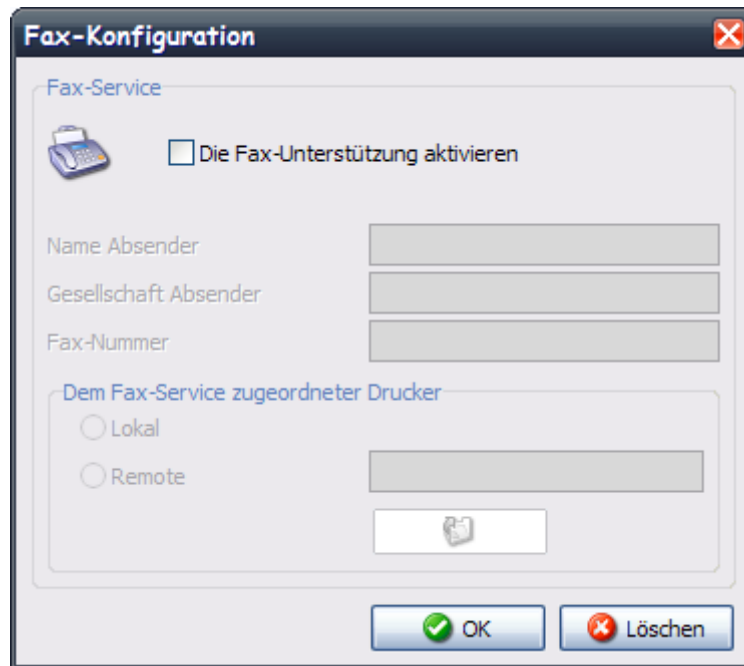 Fax-Konfiguration
Fax-Service
Die Fax-Unterstützung aktivieren
Name Absender
Gesellschaft Absender
Fax-Nummer
Dem Fax-Service zugeordneter Drucker
Lokal
Remote
OK
Löschen